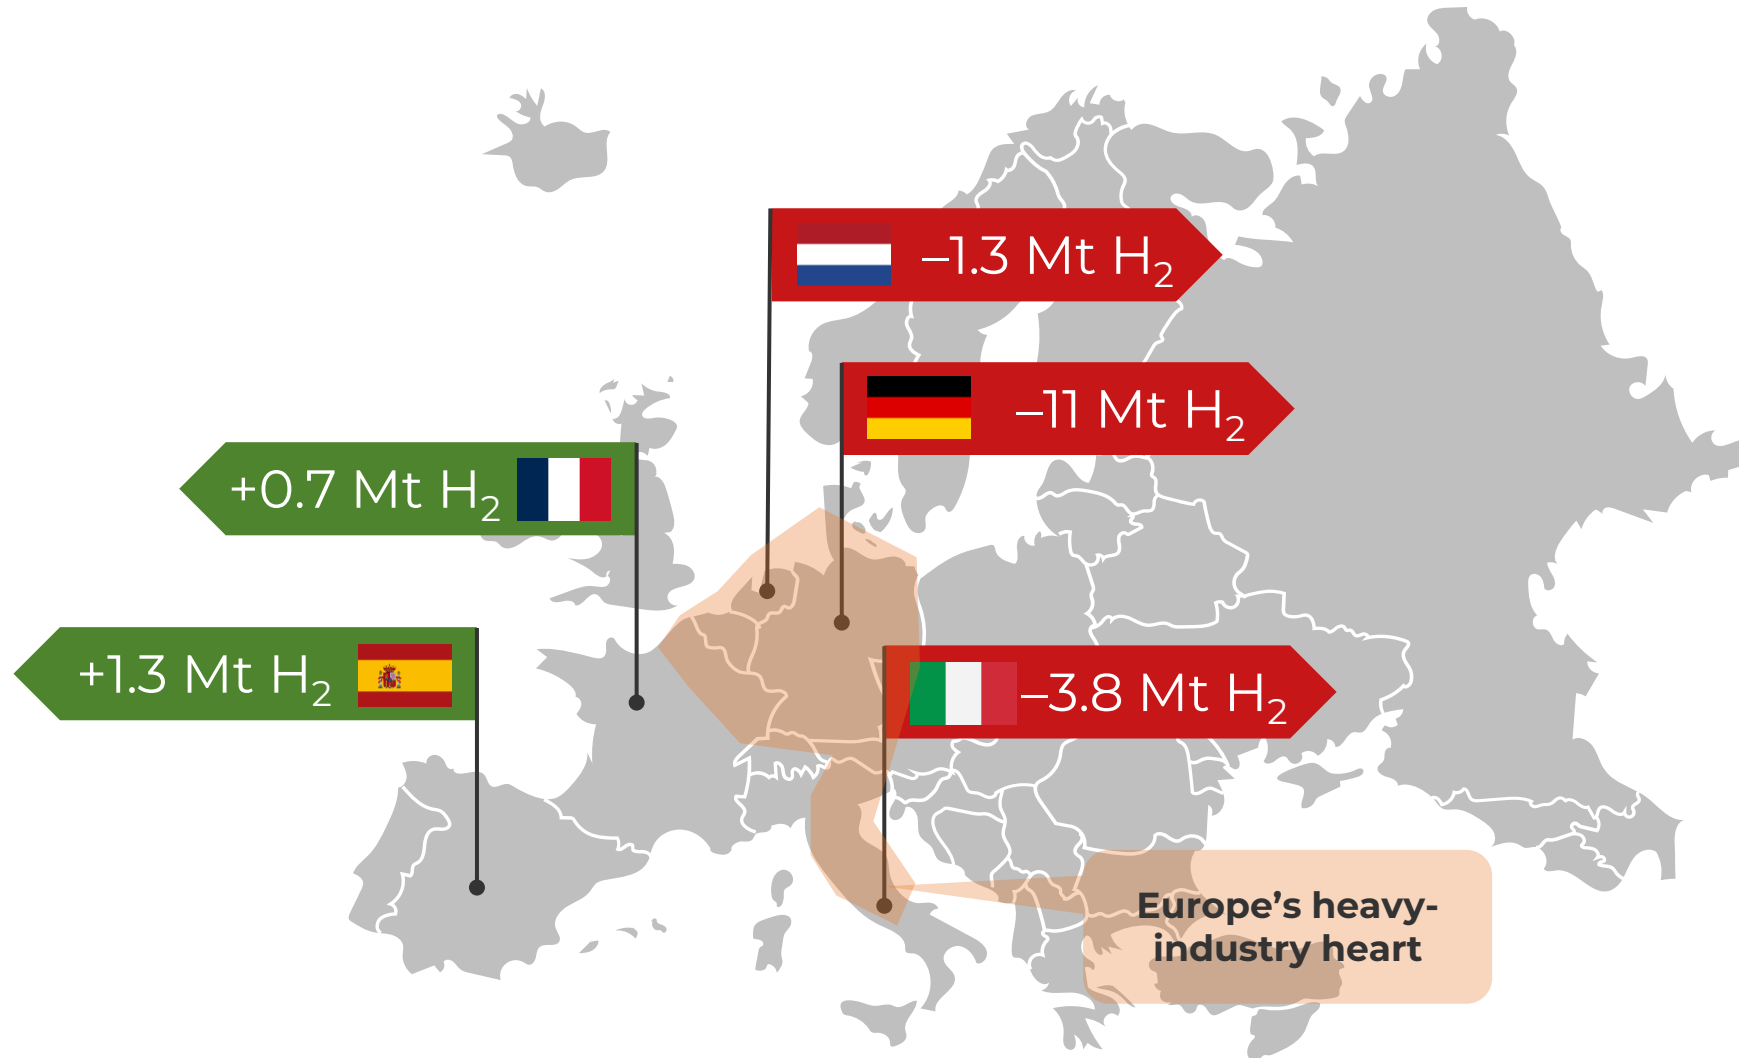 –1.3 Mt H₂
–11 Mt H₂
+0.7 Mt H₂
+1.3 Mt H₂
–3.8 Mt H₂
Europe’s heavy-
industry heart